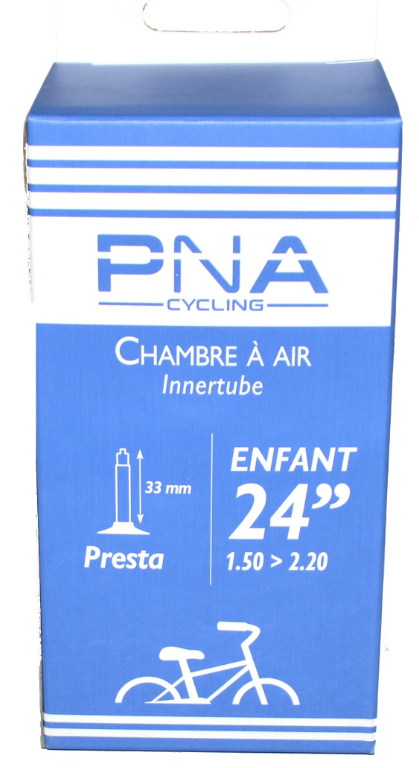 PNA
CYCLING
CHAMBRE À AIR
Innertube
33 mm
Presta
ENFANT
24”
1.50 > 2.20